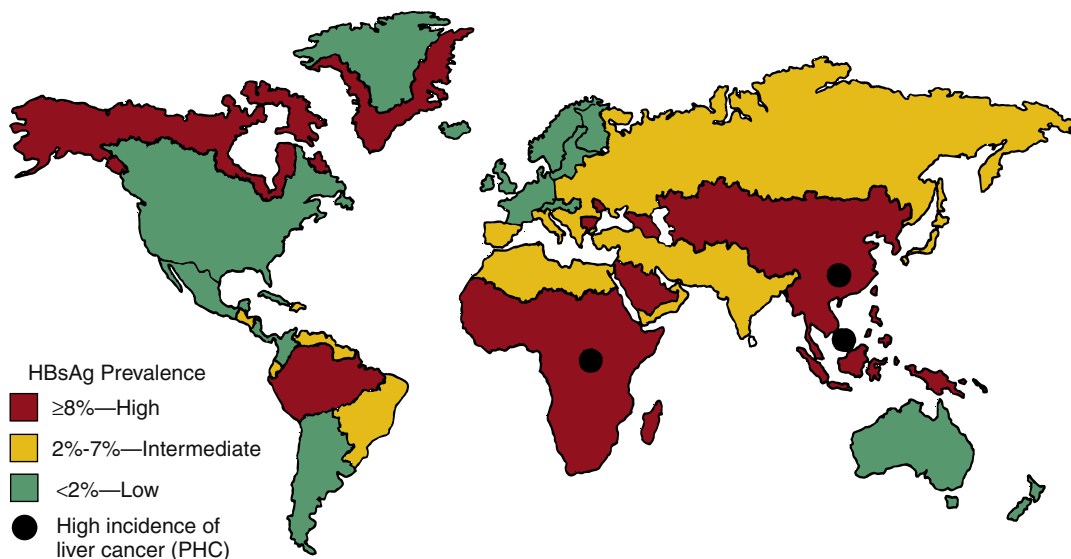 HBsAg Prevalence
≥8%—High
2%-7%—Intermediate
<2%—Low
High incidence of
liver cancer (PHC)